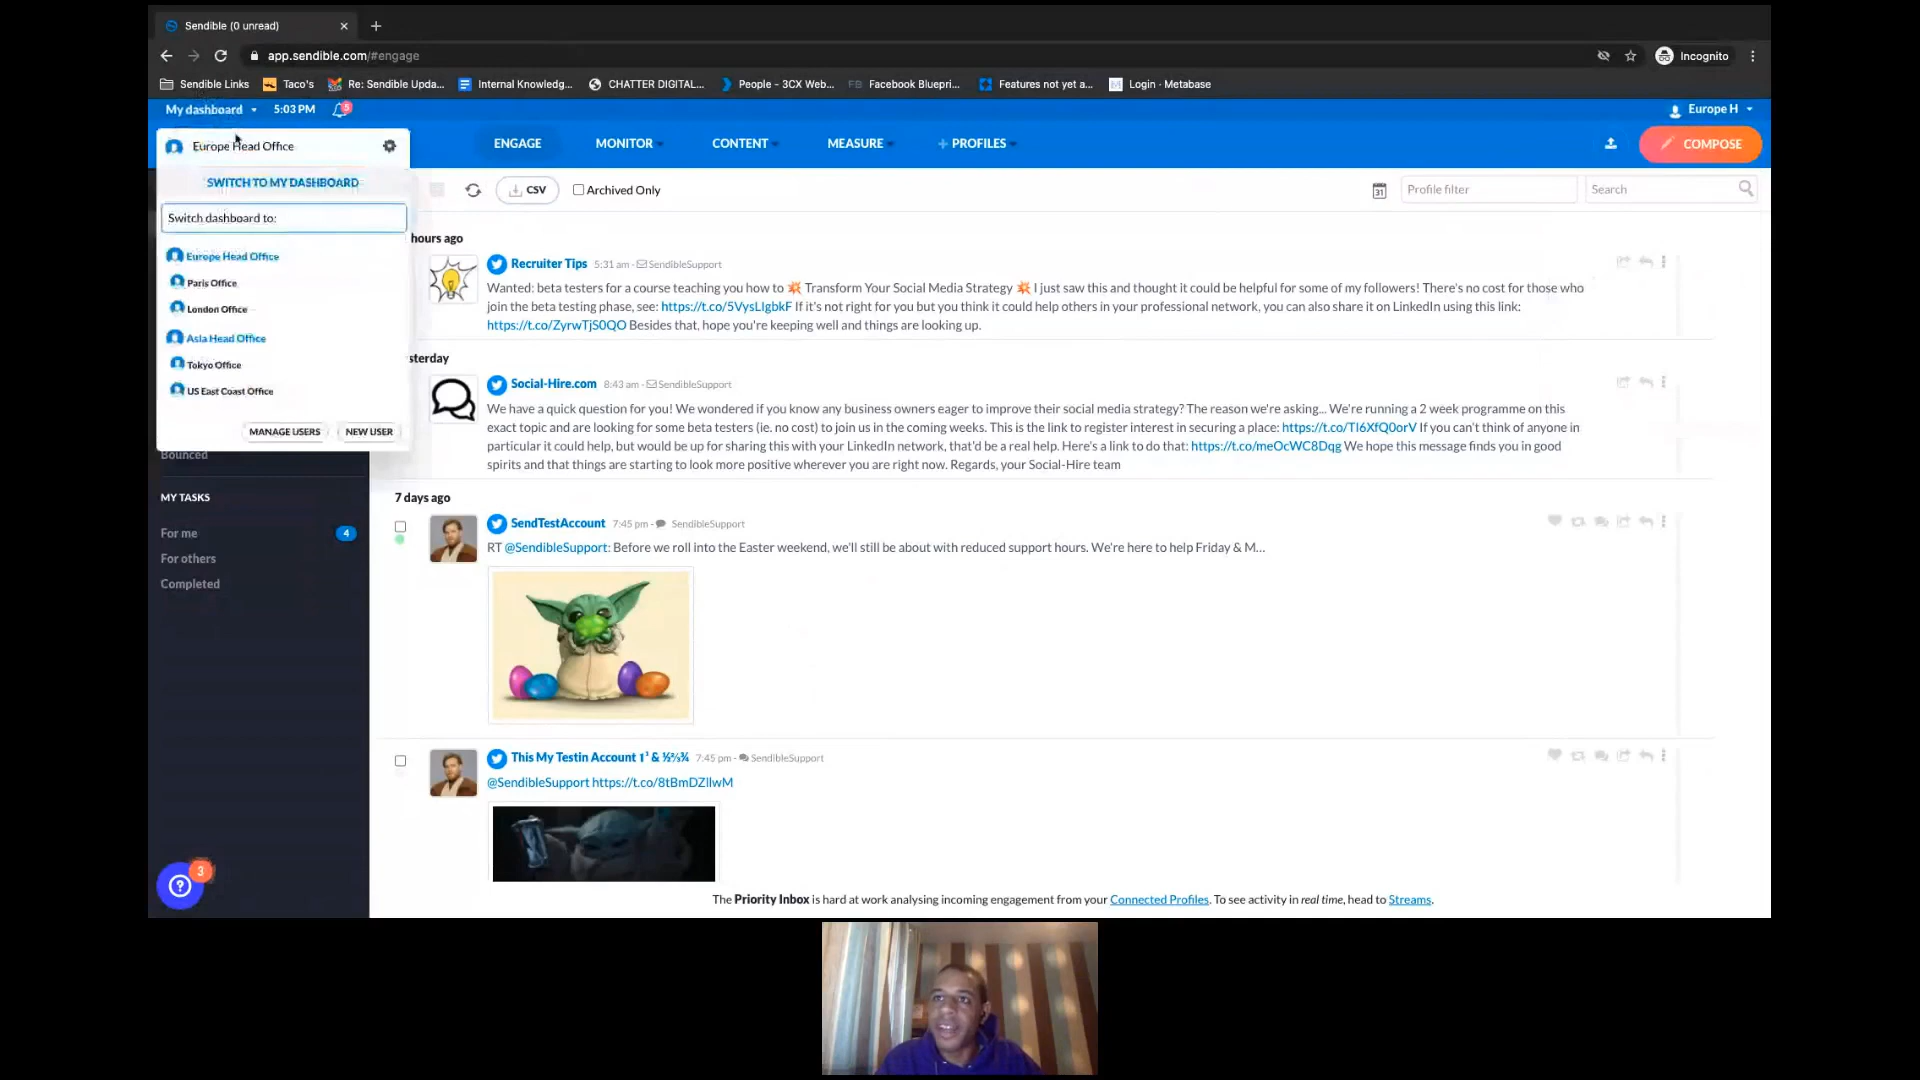 Sendible (0 unread)
app.sendible.com/#engage
Incognito
Sendible Links
Taco's
Re: Sendible Upda...
Internal Knowledg...
CHATTER DIGITAL...
People - 3CX Web...
FB Facebook Bluepri...
Features not yet a...
Login · Metabase
My dashboard
5:03 PM
5
Europe H
Europe Head Office
ENGAGE
MONITOR
CONTENT
MEASURE
+ PROFILES
COMPOSE
SWITCH TO MY DASHBOARD
CSV
Archived Only
31
Profile filter
Search
Switch dashboard to:
Europe Head Office
Paris Office
London Office
Asia Head Office
Tokyo Office
US East Coast Office
MANAGE USERS
NEW USER
Bounced
MY TASKS
For me
4
For others
Completed
3
hours ago
Recruiter Tips 5:31 am - SendibleSupport
Wanted: beta testers for a course teaching you how to 💥 Transform Your Social Media Strategy 💥 I just saw this and thought it could be helpful for some of my followers! There's no cost for those who
join the beta testing phase, see: https://t.co/5VysLlgbkF If it's not right for you but you think it could help others in your professional network, you can also share it on LinkedIn using this link:
https://t.co/ZyrwTjS0QO Besides that, hope you're keeping well and things are looking up.
sterday
Social-Hire.com 8:43 am - SendibleSupport
We have a quick question for you! We wondered if you know any business owners eager to improve their social media strategy? The reason we're asking... We're running a 2 week programme on this
exact topic and are looking for some beta testers (ie. no cost) to join us in the coming weeks. This is the link to register interest in securing a place: https://t.co/Tl6XfQ0orV If you can't think of anyone in
particular it could help, but would be up for sharing this with your LinkedIn network, that'd be a real help. Here's a link to do that: https://t.co/meOcWC8Dqg We hope this message finds you in good
spirits and that things are starting to look more positive wherever you are right now. Regards, your Social-Hire team
7 days ago
SendTestAccount 7:45 pm - SendibleSupport
RT @SendibleSupport: Before we roll into the Easter weekend, we'll still be about with reduced support hours. We're here to help Friday & M...
This My Testin Account 1³ & ½⅔¾ 7:45 pm - SendibleSupport
@SendibleSupport https://t.co/8tBmDZllwM
The Priority Inbox is hard at work analysing incoming engagement from your Connected Profiles. To see activity in real time, head to Streams.